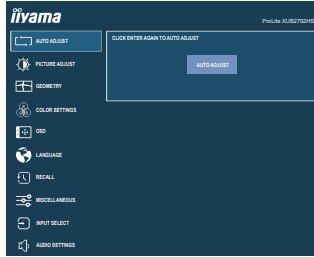 iiyama
ProLite XUB2792HS
AUTO ADJUST
CLICK ENTER AGAIN TO AUTO ADJUST
AUTO ADJUST
PICTURE ADJUST
GEOMETRY
COLOR SETTINGS
OSD
LANGUAGE
RECALL
MISCELLANEOUS
INPUT SELECT
AUDIO SETTINGS